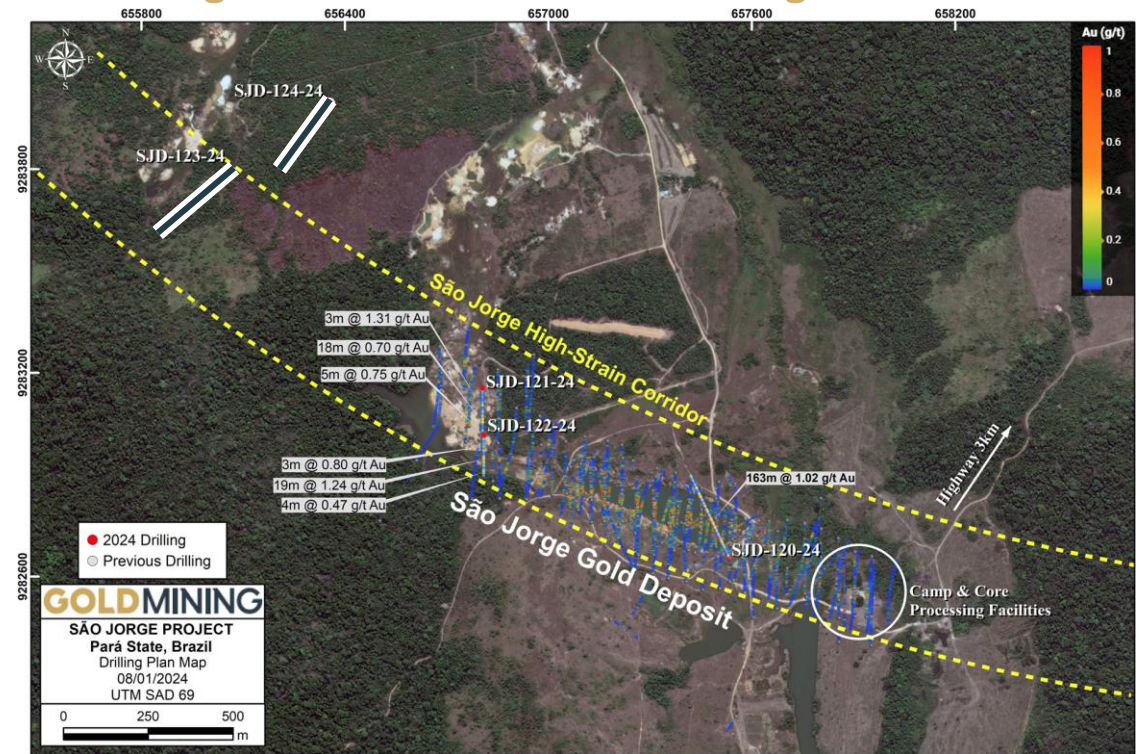 655800
656400
657000
657600
658200
Au (g/t)
1
0.8
0.6
0.4
0.2
0
N
W
E
S
SJD-124-24
SJD-123-24
9283800
São Jorge High-Strain Corridor
3m @ 1.31 g/t Au
18m @ 0.70 g/t Au
5m @ 0.75 g/t Au
9283200
SJD-121-24
SJD-122-24
3m @ 0.80 g/t Au
19m @ 1.24 g/t Au
4m @ 0.47 g/t Au
163m @ 1.02 g/t Au
Highway 3km
São Jorge Gold Deposit
SJD-120-24
Camp & Core
Processing Facilities
9282600
2024 Drilling
Previous Drilling
GOLDMINING
SÃO JORGE PROJECT
Pará State, Brazil
Drilling Plan Map
08/01/2024
UTM SAD 69
0
250
500
m